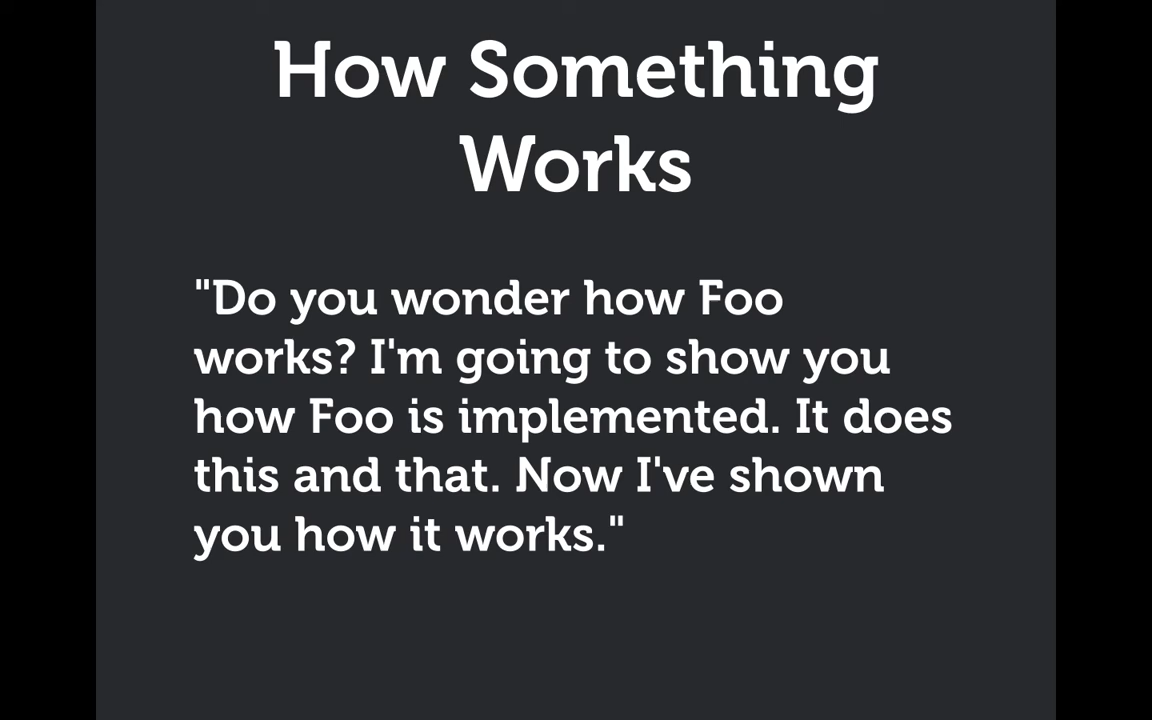 How Something
Works
"Do you wonder how Foo
works? I'm going to show you
how Foo is implemented. It does
this and that. Now I've shown
you how it works."